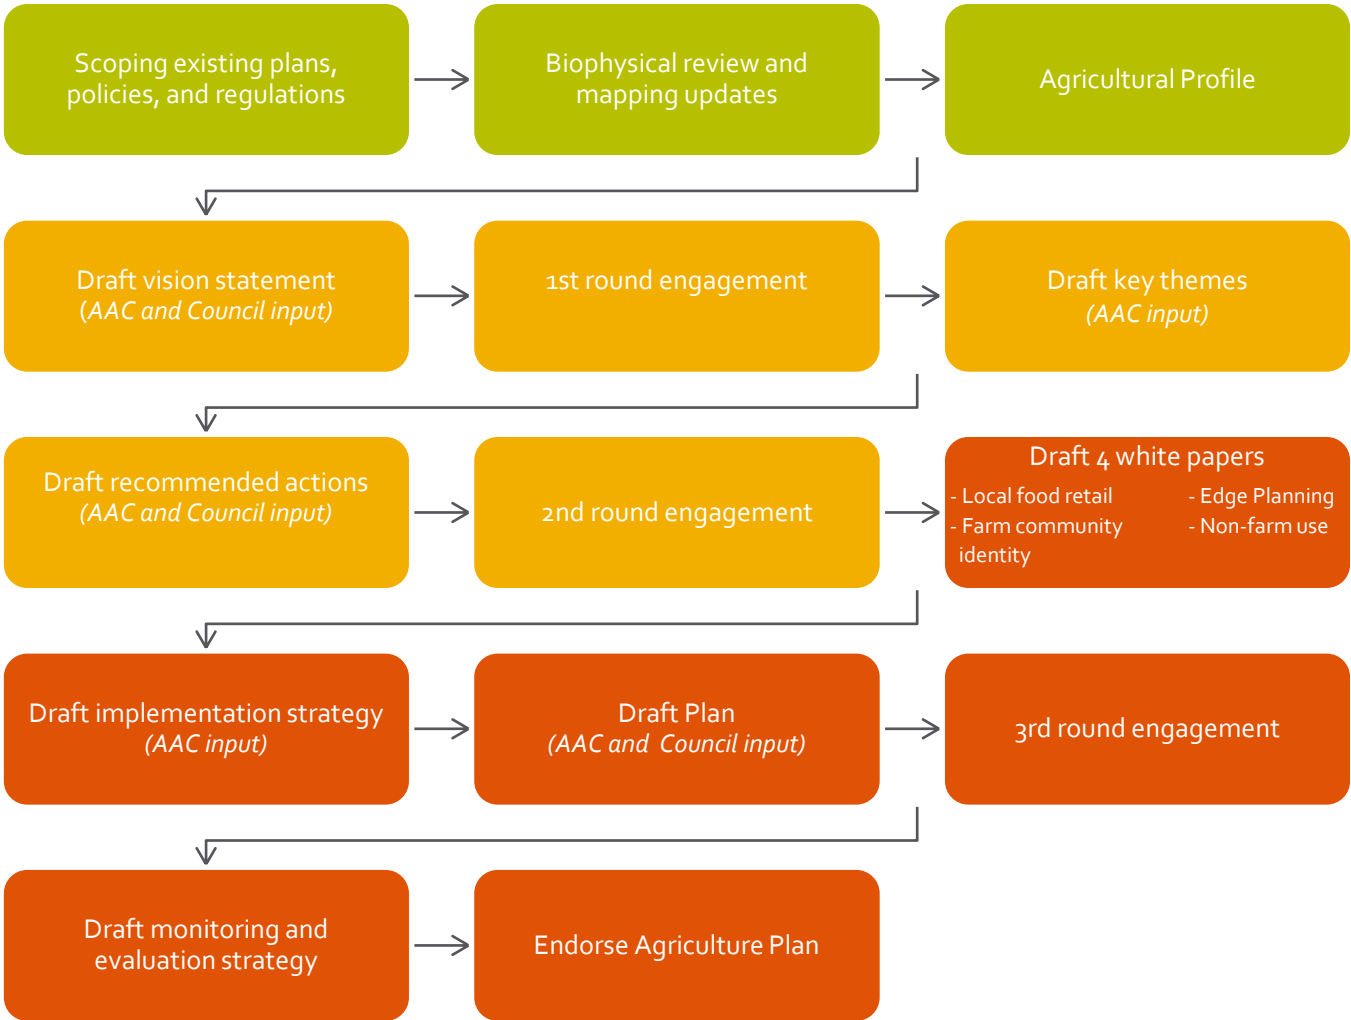 Scoping existing plans,
policies, and regulations
Biophysical review and
mapping updates
Agricultural Profile
Draft vision statement
(AAC and Council input)
1st round engagement
Draft key themes
(AAC input)
Draft recommended actions
(AAC and Council input)
2nd round engagement
Draft 4 white papers
- Local food retail
- Farm community
identity
- Edge Planning
- Non-farm use
Draft implementation strategy
(AAC input)
Draft Plan
(AAC and Council input)
3rd round engagement
Draft monitoring and
evaluation strategy
Endorse Agriculture Plan